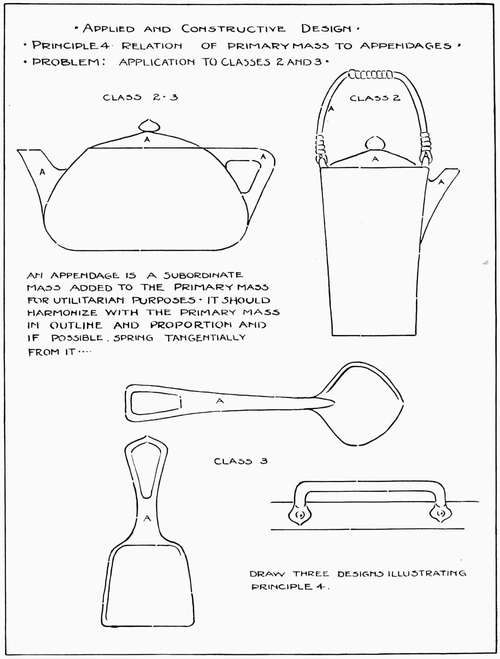 • APPLIED AND CONSTRUCTIVE DESIGN •
• PRINCIPLE 4 RELATION OF PRIMARY MASS TO APPENDAGES •
• PROBLEM: APPLICATION TO CLASSES 2 AND 3 •
CLASS 2 • 3
CLASS 2
A
A
A
A
A
A
A
AN APPENDAGE IS A SUBORDINATE
MASS ADDED TO THE PRIMARY MASS
FOR UTILITARIAN PURPOSES • IT SHOULD
HARMONIZE WITH THE PRIMARY MASS
IN OUTLINE AND PROPORTION AND
IF POSSIBLE, SPRING TANGENTIALLY
FROM IT ....
A
CLASS 3
A
DRAW THREE DESIGNS ILLUSTRATING
PRINCIPLE 4.